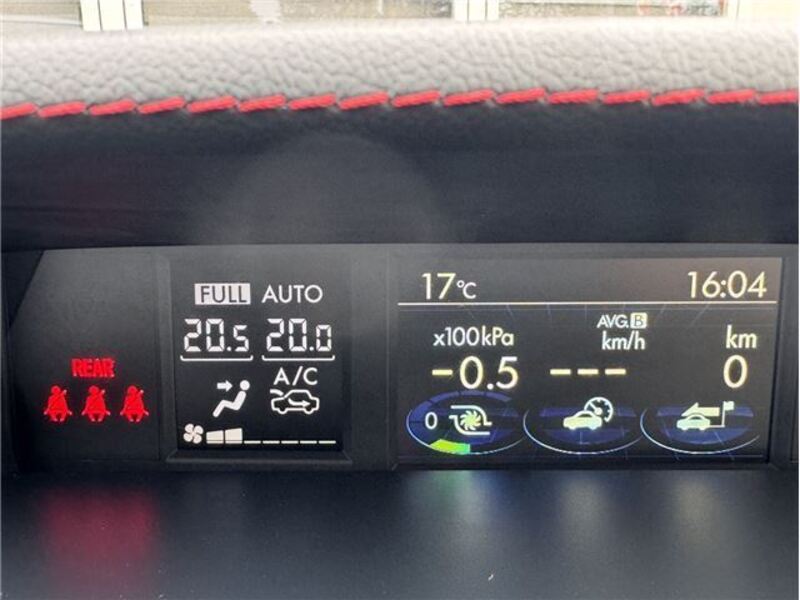 REAR
FULL AUTO
20.5 20.0
A/C
17°C 16:04
x100kPa
-0.5
AVG.B
km/h
---
km
0
0